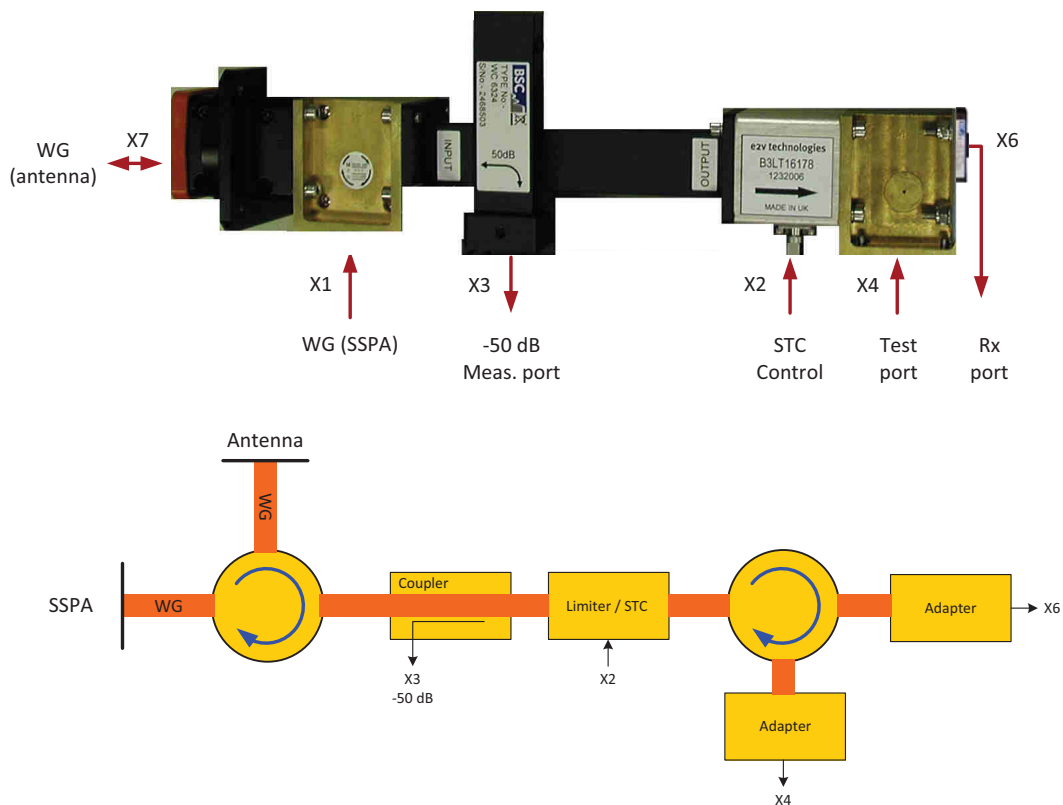 WG
(antenna)
X7
X1
WG (SSPA)
INPUT
BSC
TYPE No:-
WC 6324
S/No:- 2468503
50dB
X3
-50 dB
Meas. port
OUTPUT
e2v technologies
B3LT16178
1232006
MADE IN UK
X2
STC
Control
X4
Test
port
X6
Rx
port
Antenna
WG
SSPA
WG
Coupler
X3
-50 dB
Limiter / STC
X2
Adapter
X6
Adapter
X4